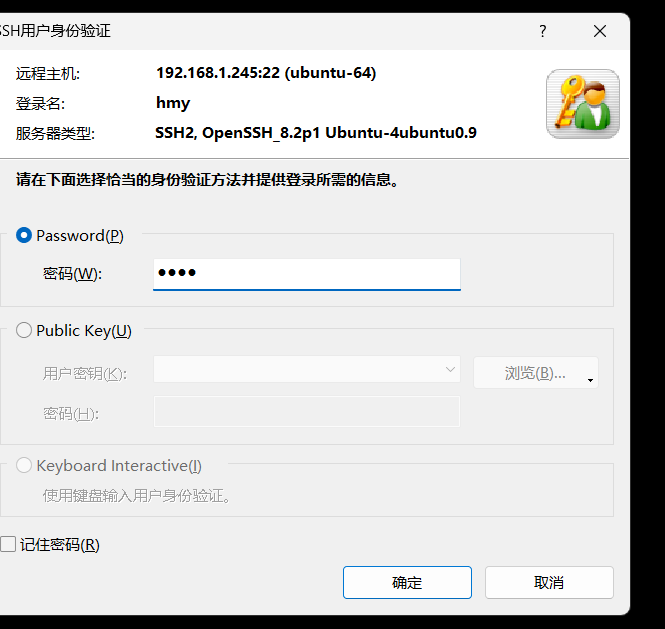 SSH用户身份验证 ?
远程主机: 192.168.1.245:22 (ubuntu-64)
登录名: hmy
服务器类型: SSH2, OpenSSH_8.2p1 Ubuntu-4ubuntu0.9
请在下面选择恰当的身份验证方法并提供登录所需的信息。
Password(P)
密码(W): ●●●●
Public Key(U)
用户密钥(K): 浏览(B)...
密码(H):
Keyboard Interactive(I)
使用键盘输入用户身份验证。
记住密码(R)
确定 取消